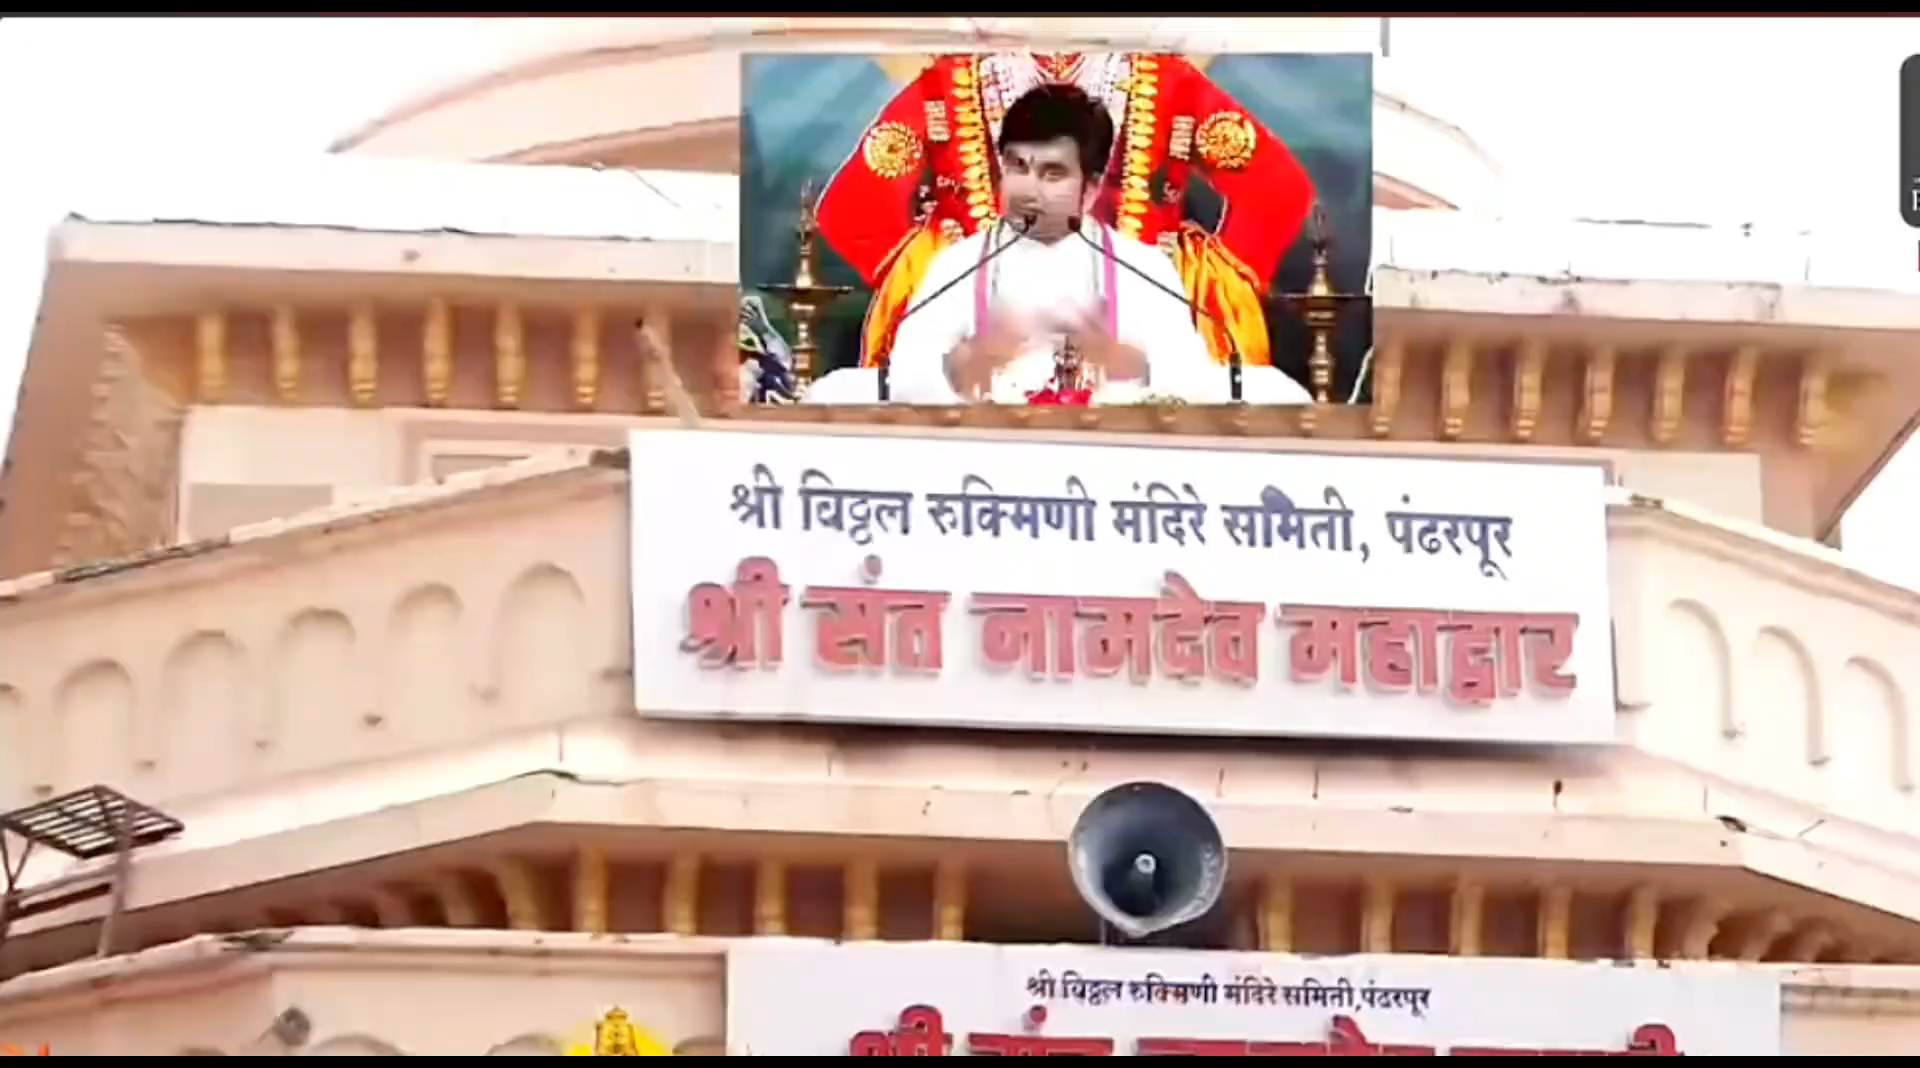 श्री विठ्ठल रुक्मिणी मंदिरे समिती, पंढरपूर
श्री संत नामदेव महाद्वार
श्री विठ्ठल रुक्मिणी मंदिरे समिती,पंढरपूर